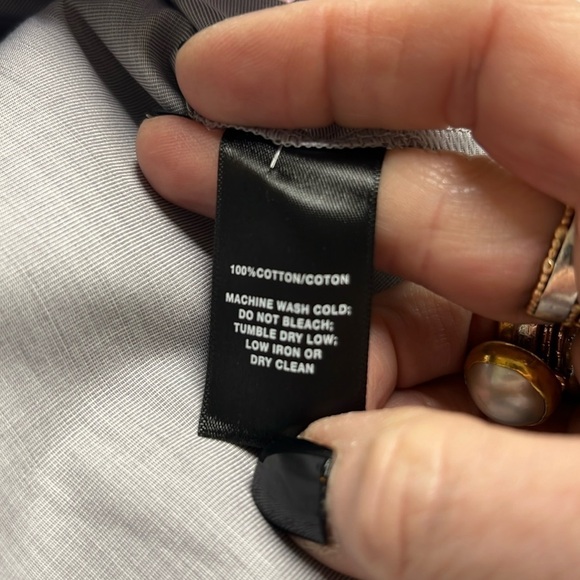 100%COTTON/COTON
MACHINE WASH COLD;
DO NOT BLEACH;
TUMBLE DRY LOW;
LOW IRON OR
DRY CLEAN